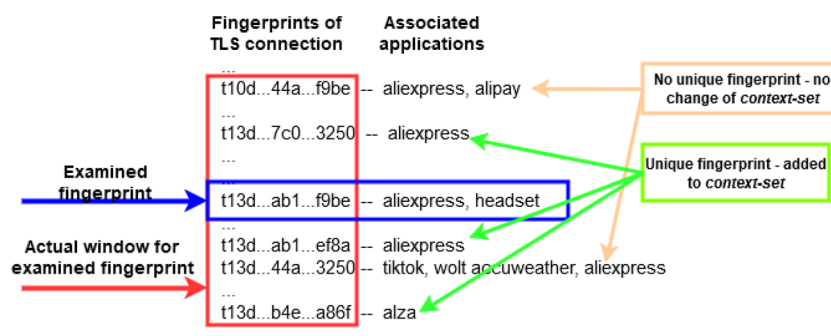 Fingerprints of
TLS connection
Associated
applications
...
t10d...44a...f9be -- aliexpress, alipay
...
t13d...7c0...3250 -- aliexpress
...
...
t13d...ab1...f9be -- aliexpress, headset
...
t13d...ab1...ef8a -- aliexpress
t13d...44a...3250 -- tiktok, wolt accuweather, aliexpress
...
t13d...b4e...a86f -- alza
Examined
fingerprint
Actual window for
examined fingerprint
No unique fingerprint - no
change of context-set
Unique fingerprint - added
to context-set